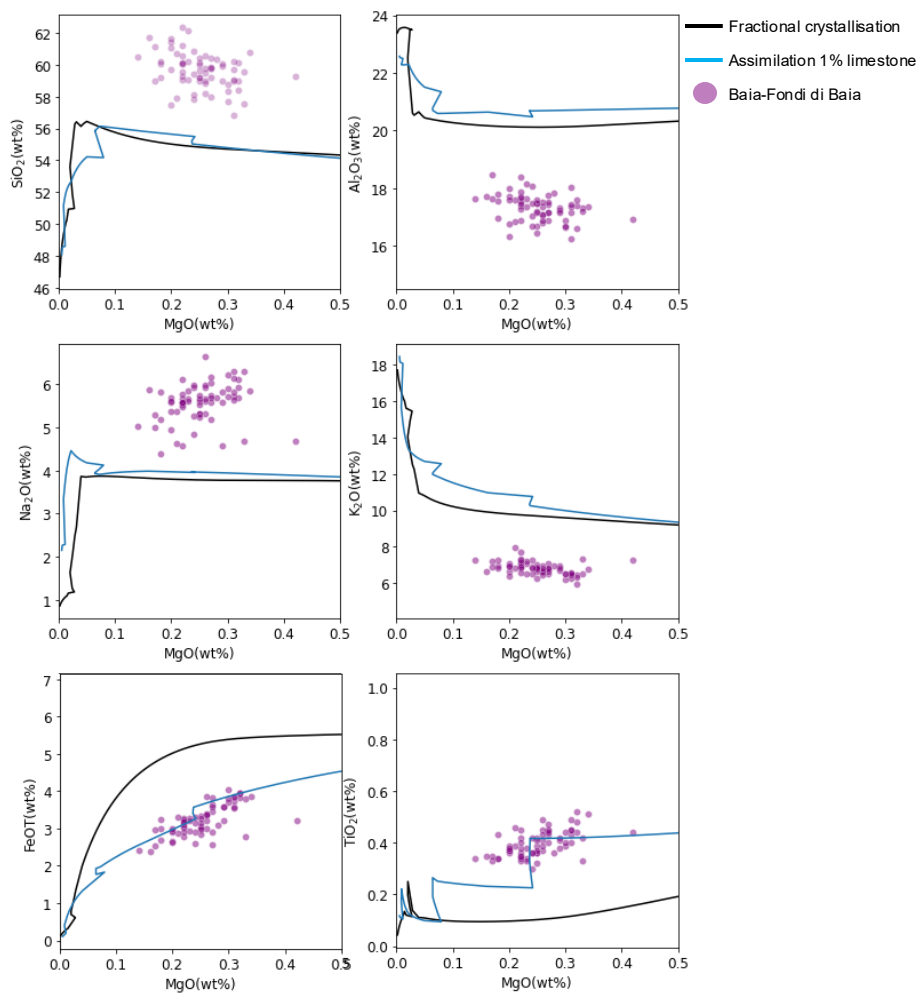 Fractional crystallisation
Assimilation 1% limestone
Baia-Fondi di Baia
SiO2(wt%)
62
60
58
56
54
52
50
48
46
0.0 0.1 0.2 0.3 0.4 0.5
MgO(wt%)
Al2O3(wt%)
24
22
20
18
16
0.0 0.1 0.2 0.3 0.4 0.5
MgO(wt%)
Na2O(wt%)
6
5
4
3
2
1
0.0 0.1 0.2 0.3 0.4 0.5
MgO(wt%)
K2O(wt%)
18
16
14
12
10
8
6
0.0 0.1 0.2 0.3 0.4 0.5
MgO(wt%)
FeOT(wt%)
7
6
5
4
3
2
1
0
0.0 0.1 0.2 0.3 0.4 0.5
MgO(wt%)
TiO2(wt%)
1.0
0.8
0.6
0.4
0.2
0.0
0.0 0.1 0.2 0.3 0.4 0.5
MgO(wt%)